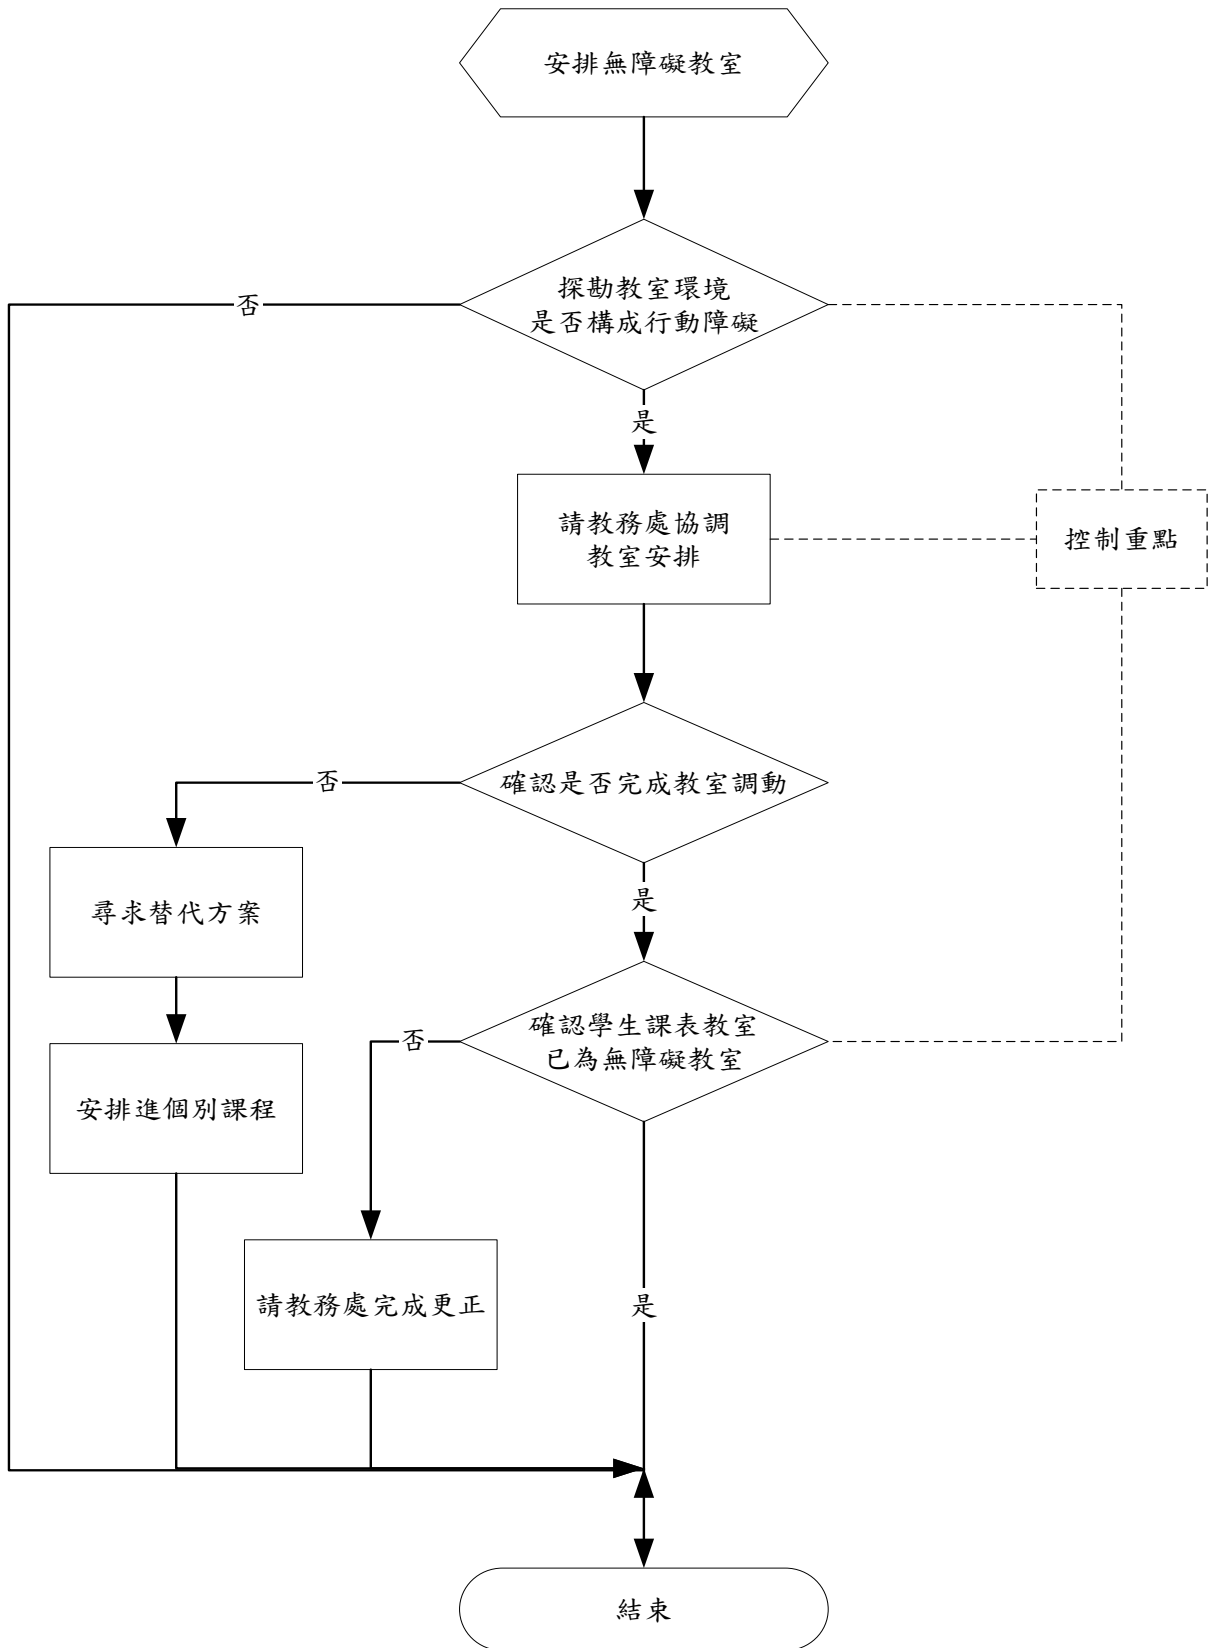 安排無障礙教室
探勘教室環境
是否構成行動障礙
否
是
請教務處協調
教室安排
控制重點
確認是否完成教室調動
否
是
尋求替代方案
確認學生課表教室
已為無障礙教室
否
安排進個別課程
請教務處完成更正
是
結束